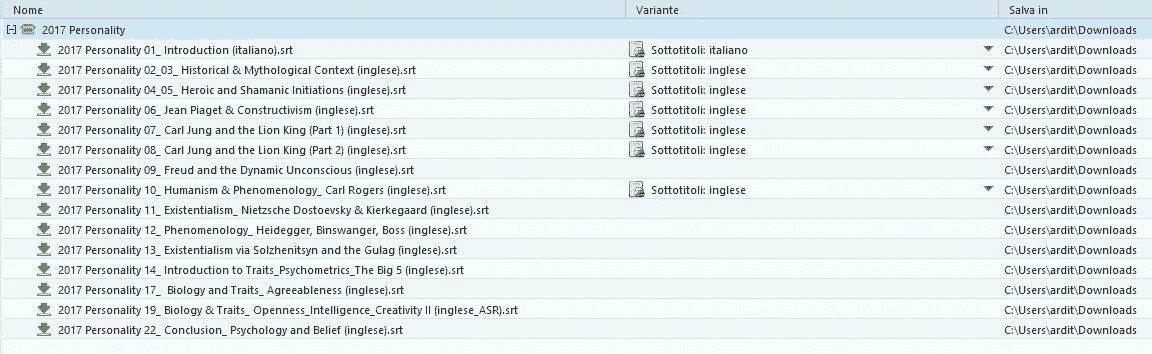 Nome Variante Salva in
2017 Personality C:\Users\ardit\Downloads
2017 Personality 01_ Introduction (italiano).srt Sottotitoli: italiano C:\Users\ardit\Downloads
2017 Personality 02_03_ Historical & Mythological Context (inglese).srt Sottotitoli: inglese C:\Users\ardit\Downloads
2017 Personality 04_05_ Heroic and Shamanic Initiations (inglese).srt Sottotitoli: inglese C:\Users\ardit\Downloads
2017 Personality 06_ Jean Piaget & Constructivism (inglese).srt Sottotitoli: inglese C:\Users\ardit\Downloads
2017 Personality 07_ Carl Jung and the Lion King (Part 1) (inglese).srt Sottotitoli: inglese C:\Users\ardit\Downloads
2017 Personality 08_ Carl Jung and the Lion King (Part 2) (inglese).srt Sottotitoli: inglese C:\Users\ardit\Downloads
2017 Personality 09_ Freud and the Dynamic Unconscious (inglese).srt C:\Users\ardit\Downloads
2017 Personality 10_ Humanism & Phenomenology_ Carl Rogers (inglese).srt Sottotitoli: inglese C:\Users\ardit\Downloads
2017 Personality 11_ Existentialism_ Nietzsche Dostoevsky & Kierkegaard (inglese).srt C:\Users\ardit\Downloads
2017 Personality 12_ Phenomenology_ Heidegger, Binswanger, Boss (inglese).srt C:\Users\ardit\Downloads
2017 Personality 13_ Existentialism via Solzhenitsyn and the Gulag (inglese).srt C:\Users\ardit\Downloads
2017 Personality 14_ Introduction to Traits_Psychometrics_The Big 5 (inglese).srt C:\Users\ardit\Downloads
2017 Personality 17_  Biology and Traits_ Agreeableness (inglese).srt C:\Users\ardit\Downloads
2017 Personality 19_ Biology & Traits_ Openness_Intelligence_Creativity II (inglese_ASR).srt C:\Users\ardit\Downloads
2017 Personality 22_ Conclusion_ Psychology and Belief (inglese).srt C:\Users\ardit\Downloads